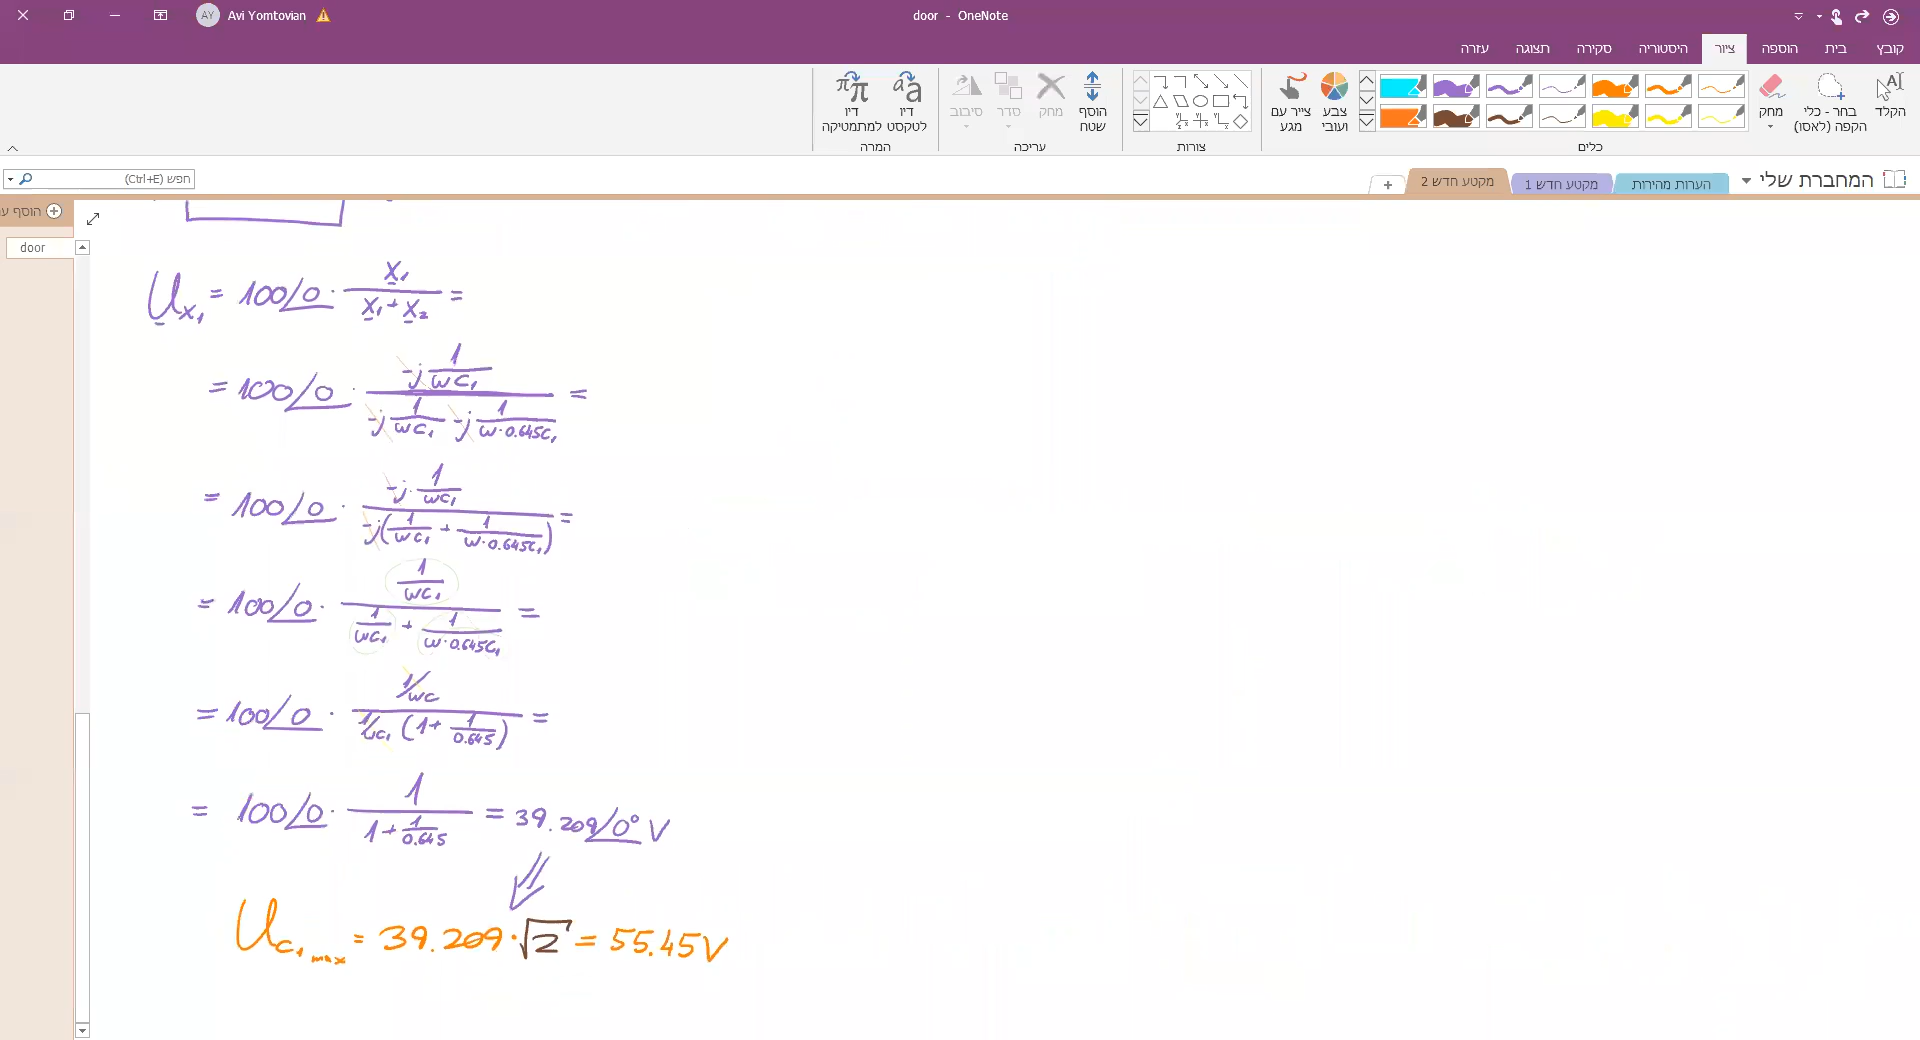 Avi Yomtovian
door - OneNote
קובץ בית הוספה ציור היסטוריה סקירה תצוגה עזרה
הקלד
בחר - כלי הקפה (לאסו)
מחק
כלים
צבע ועובי
צייר עם מגע
צורות
הוסף שטח
מחק
סדר
סיבוב
עריכה
דיו לטקסט
דיו למתמטיקה
המרה
המחברת שלי
הערות מהירות
מקטע חדש 1
מקטע חדש 2
+
חפש (Ctrl+E)
הוסף
door
U_x₁ = 100/0 · x₁/(x₁ + x₂) =
= 100/0 · (-j 1/(ωC₁))/(-j 1/(ωC₁) - j 1/(ω·0.645C₁)) =
= 100/0 · (-j · 1/(ωC₁))/(-j(1/(ωC₁) + 1/(ω·0.645C₁))) =
= 100/0 · (1/(ωC₁))/(1/(ωC₁) + 1/(ω·0.645C₁)) =
= 100/0 · (1/ωC)/(1/ωC₁ (1 + 1/0.645)) =
= 100/0 · 1/(1 + 1/0.645) = 39.209/0° V
U_C₁max = 39.209 · √2 = 55.45V